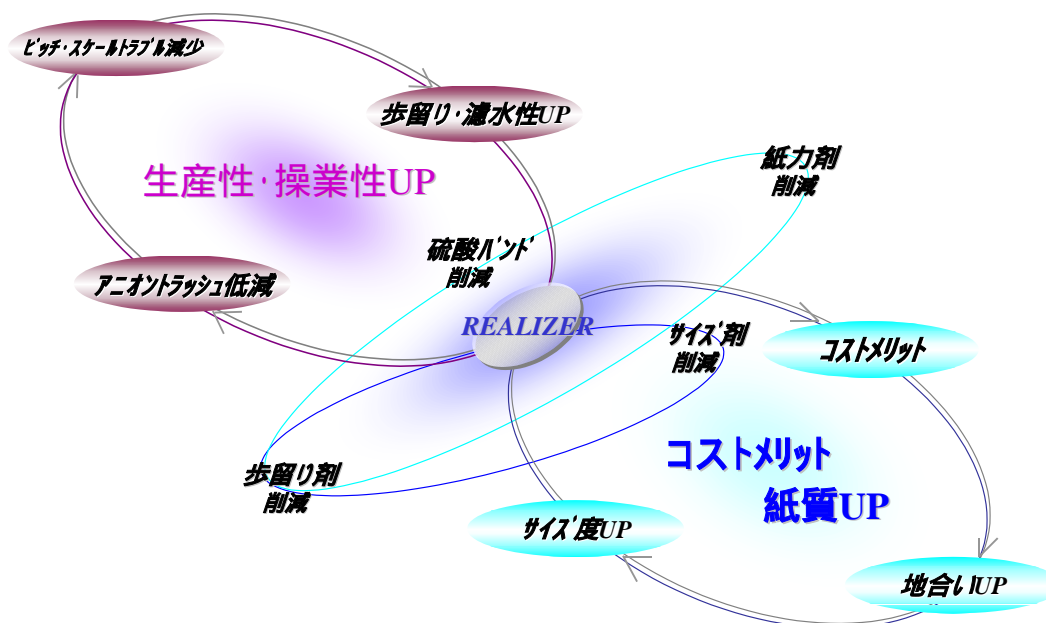 ピッチ・スケールトラブル減少
歩留り・濾水性UP
生産性・操業性UP
紙力剤
削減
硫酸バンド
削減
アニオントラッシュ低減
REALIZER
サイズ剤
削減
コストメリット
コストメリット
紙質UP
歩留り剤
削減
サイズ度UP
地合いUP